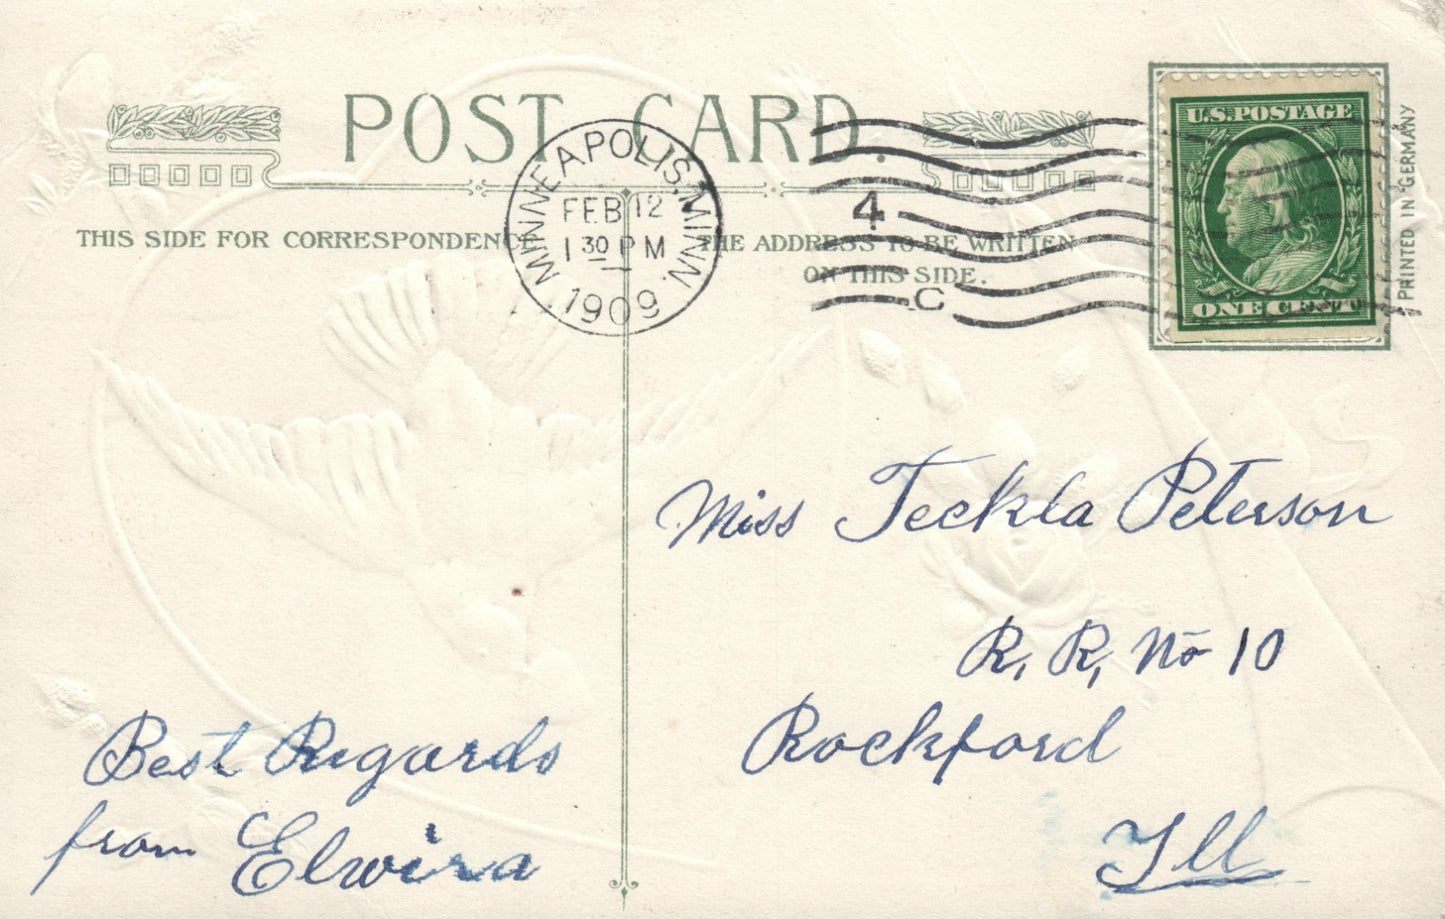 POST CARD.
THIS SIDE FOR CORRESPONDENCE
THE ADDRESS TO BE WRITTEN
ON THIS SIDE.
MINNEAPOLIS, MINN.
FEB 12
1 30 PM
1909
4
C
U.S. POSTAGE
ONE CENT
PRINTED IN GERMANY
Miss Teckla Peterson
R, R, No 10
Rockford
Ill
Best Regards
from Elwira